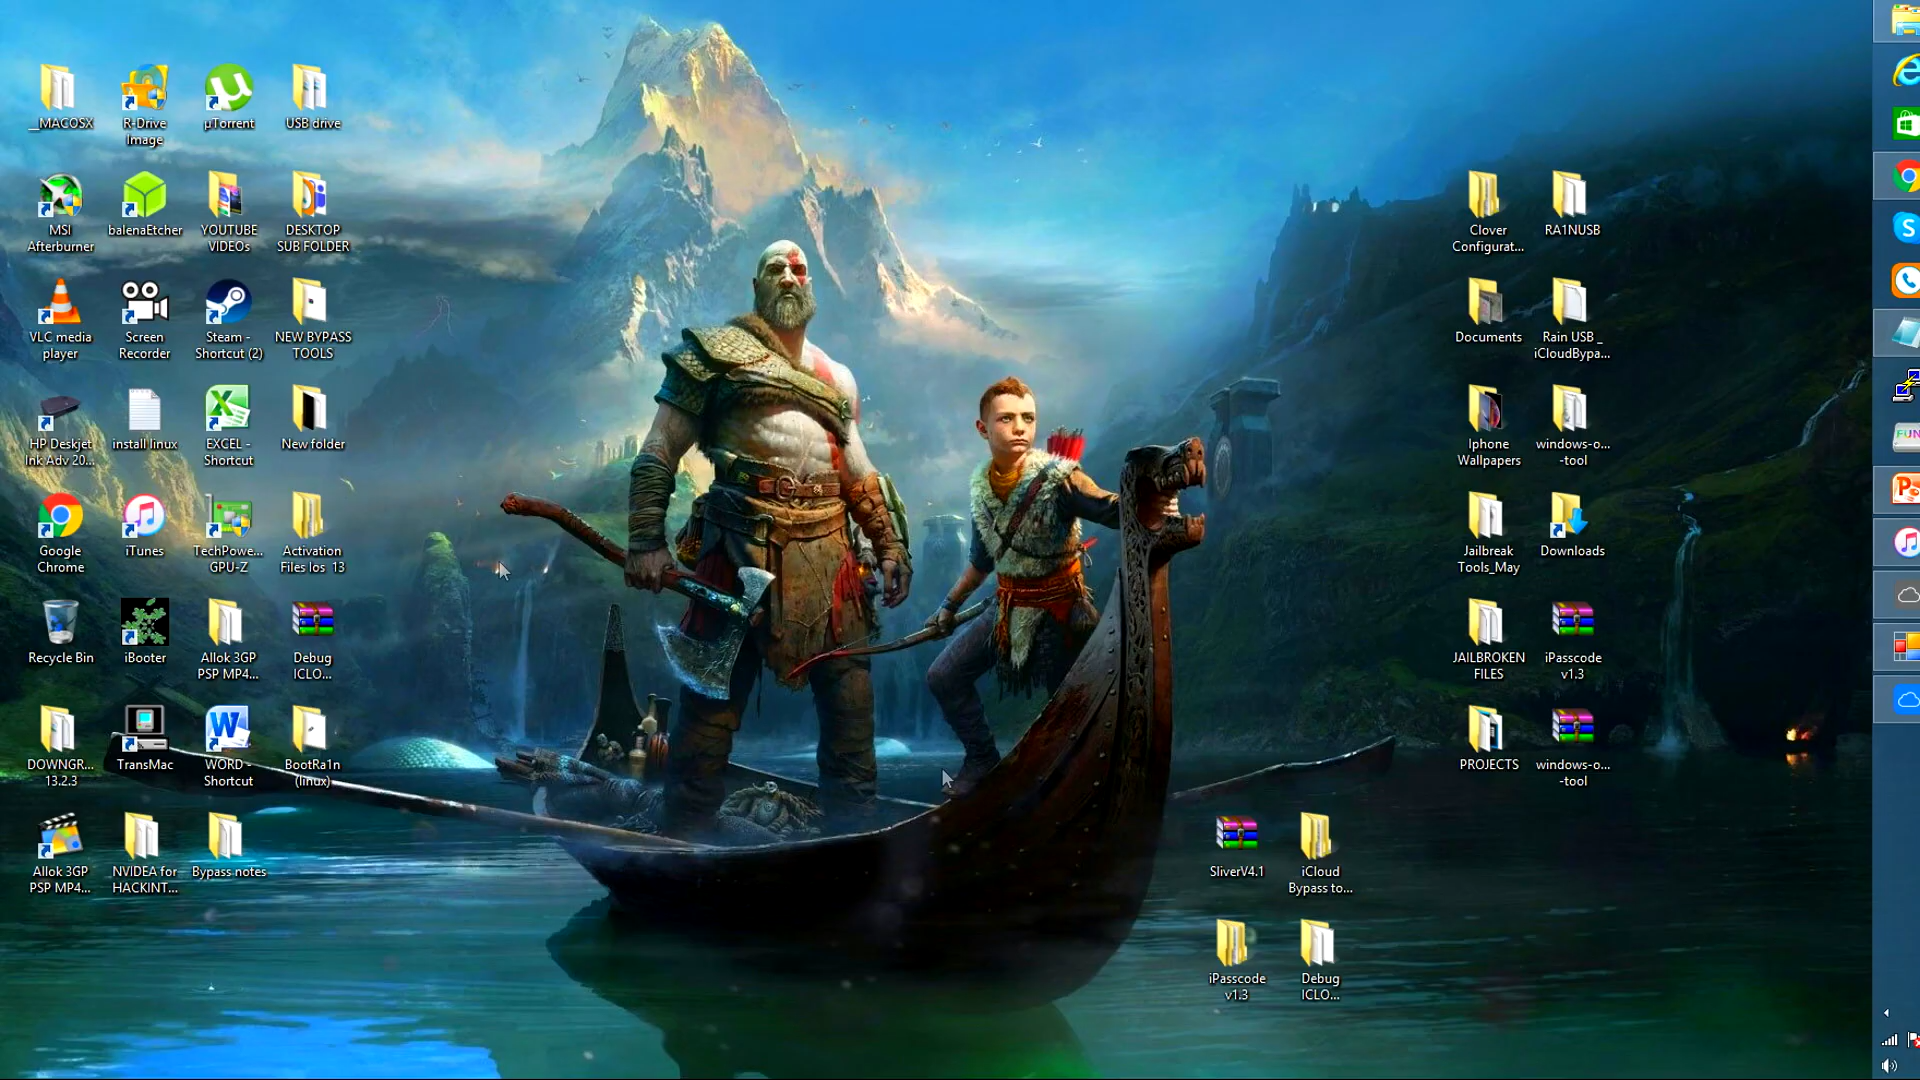 __MACOSX
R-Drive
Image
µTorrent
USB drive
MSI
Afterburner
balenaEtcher
YOUTUBE
VIDEOs
DESKTOP
SUB FOLDER
VLC media
player
Screen
Recorder
Steam -
Shortcut (2)
NEW BYPASS
TOOLS
HP Deskjet
Ink Adv 20...
install linux
EXCEL -
Shortcut
New folder
Google
Chrome
iTunes
TechPowe...
GPU-Z
Activation
Files Ios 13
Recycle Bin
iBooter
Allok 3GP
PSP MP4...
Debug
ICLO...
DOWNGR...
13.2.3
TransMac
WORD -
Shortcut
BootRa1n
(linux)
Allok 3GP
PSP MP4...
NVIDEA for
HACKINT...
Bypass notes
Clover
Configurat...
RA1NUSB
Documents
Rain USB _
iCloudBypa...
Iphone
Wallpapers
windows-o...
-tool
Jailbreak
Tools_May
Downloads
JAILBROKEN
FILES
iPasscode
v1.3
PROJECTS
windows-o...
-tool
SliverV4.1
iCloud
Bypass to...
iPasscode
v1.3
Debug
ICLO...
FUN